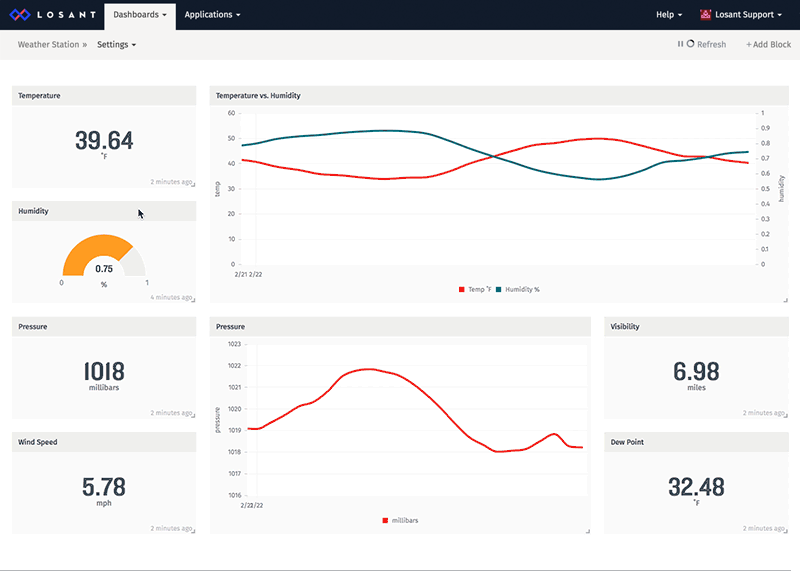 LOSANT Dashboards Applications Help Losant Support
Weather Station » Settings Refresh + Add Block
Temperature
39.64
°F
2 minutes ago
Temperature vs. Humidity
60
50
40
30
20
10
0
temp
1
0.9
0.8
0.7
0.6
0.5
0.4
0.3
0.2
0.1
0
humidity
2/21 2/22
Temp °F Humidity %
Humidity
0.75
0 % 1
4 minutes ago
Pressure
1018
millibars
2 minutes ago
Pressure
1023
1022
1021
1020
1019
1018
1017
1016
pressure
2/22
millibars
Visibility
6.98
miles
2 minutes ago
Wind Speed
5.78
mph
2 minutes ago
Dew Point
32.48
°F
2 minutes ago